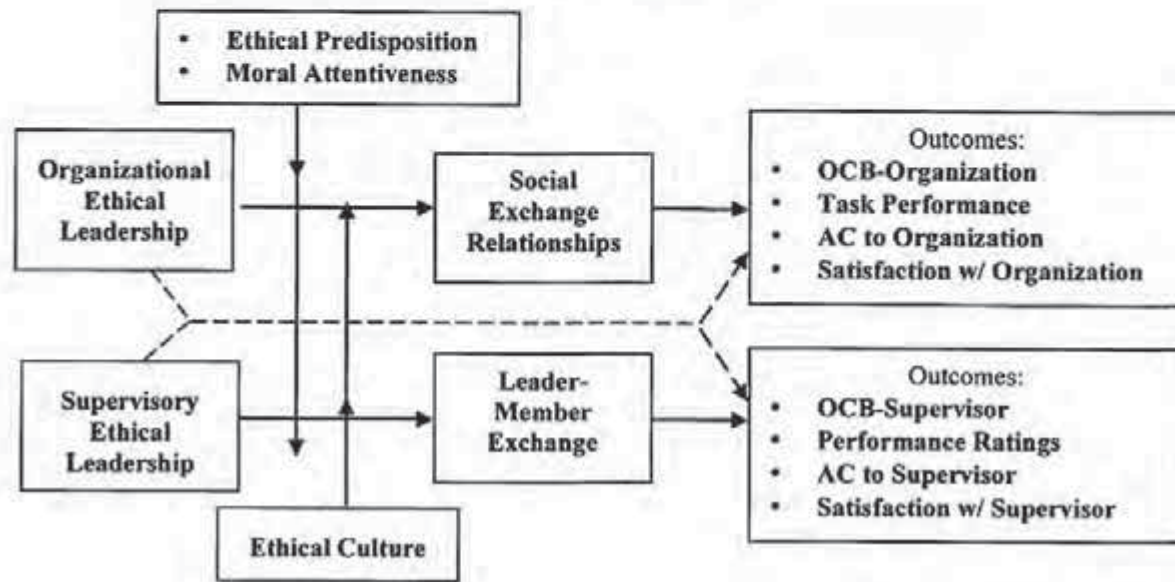 • Ethical Predisposition
• Moral Attentiveness
Organizational
Ethical
Leadership
Social
Exchange
Relationships
Outcomes:
• OCB-Organization
• Task Performance
• AC to Organization
• Satisfaction w/ Organization
Supervisory
Ethical
Leadership
Leader-
Member
Exchange
Outcomes:
• OCB-Supervisor
• Performance Ratings
• AC to Supervisor
• Satisfaction w/ Supervisor
Ethical Culture